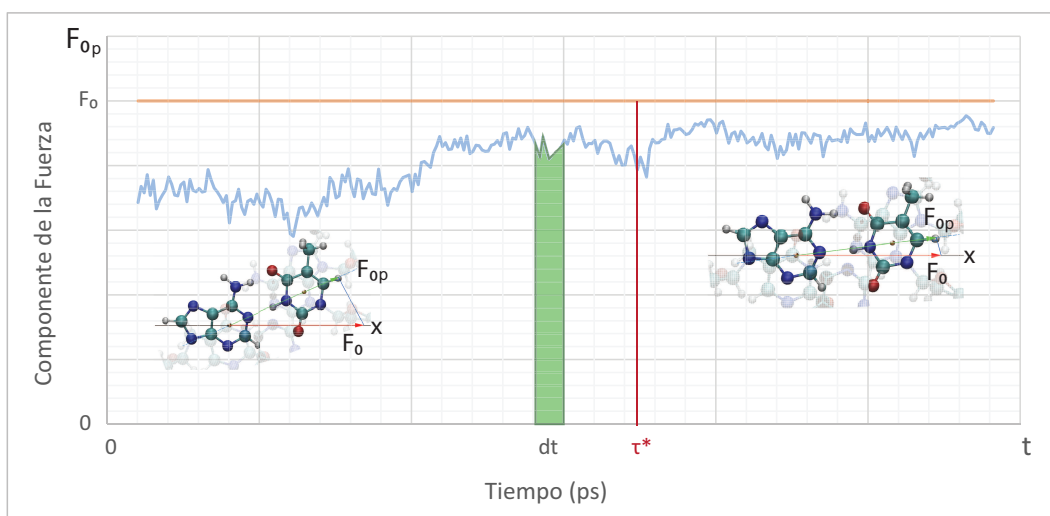 F₀ₚ
F₀
Componente de la Fuerza
F₀ₚ
x
F₀
F₀ₚ
x
F₀
0
0
dt
τ*
t
Tiempo (ps)